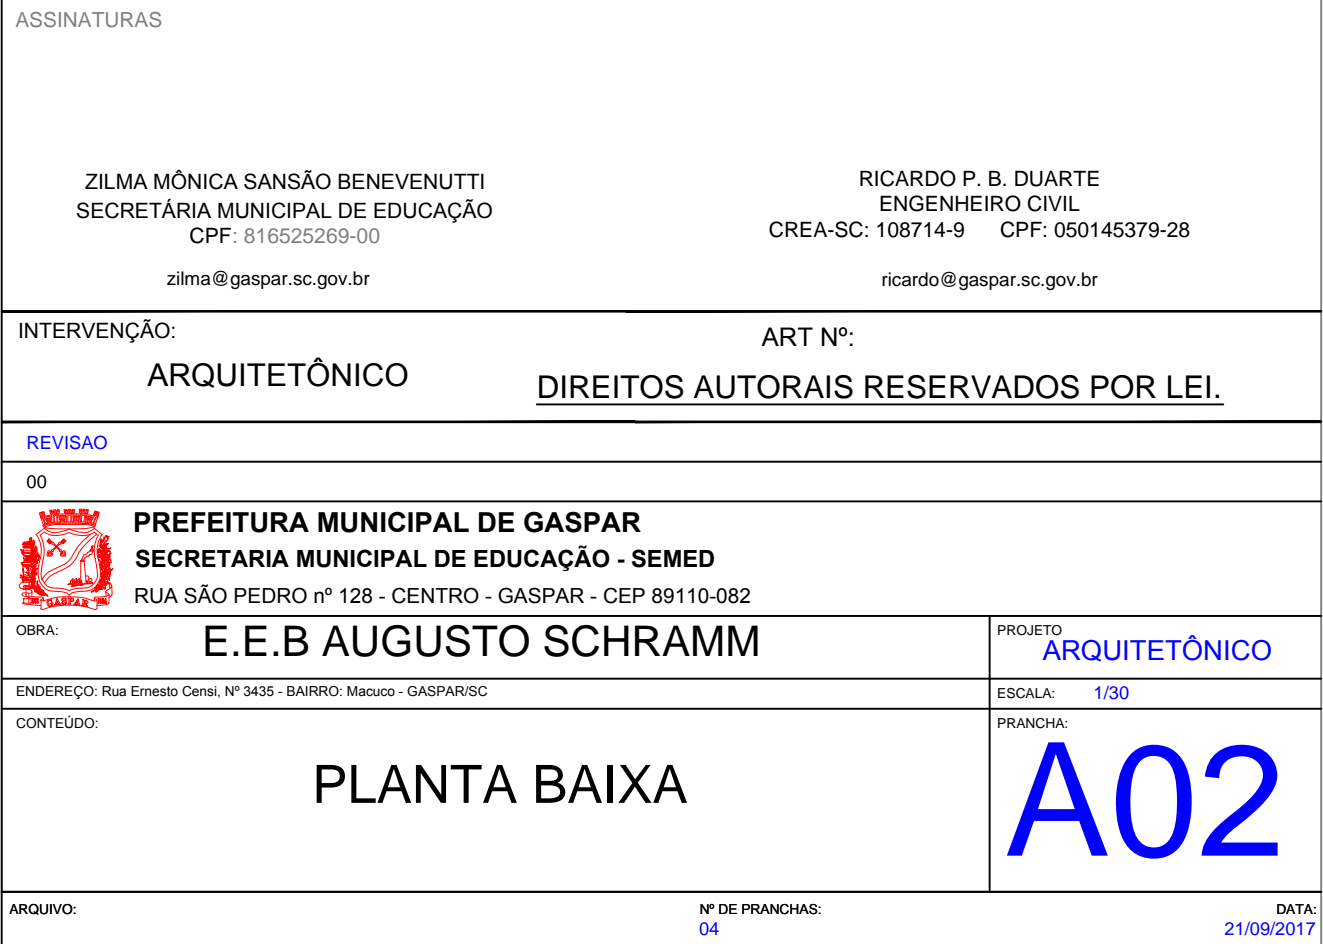 ASSINATURAS
ZILMA MÔNICA SANSÃO BENEVENUTTI
SECRETÁRIA MUNICIPAL DE EDUCAÇÃO
CPF: 816525269-00
zilma@gaspar.sc.gov.br
RICARDO P. B. DUARTE
ENGENHEIRO CIVIL
CREA-SC: 108714-9 CPF: 050145379-28
ricardo@gaspar.sc.gov.br
INTERVENÇÃO:
ARQUITETÔNICO
ART Nº:
DIREITOS AUTORAIS RESERVADOS POR LEI.
REVISAO
00
GASPAR
PREFEITURA MUNICIPAL DE GASPAR
SECRETARIA MUNICIPAL DE EDUCAÇÃO - SEMED
RUA SÃO PEDRO nº 128 - CENTRO - GASPAR - CEP 89110-082
OBRA:
E.E.B AUGUSTO SCHRAMM
PROJETO
ARQUITETÔNICO
ENDEREÇO: Rua Ernesto Censi, Nº 3435 - BAIRRO: Macuco - GASPAR/SC
ESCALA: 1/30
CONTEÚDO:
PLANTA BAIXA
PRANCHA:
A02
ARQUIVO:
Nº DE PRANCHAS:
04
DATA:
21/09/2017